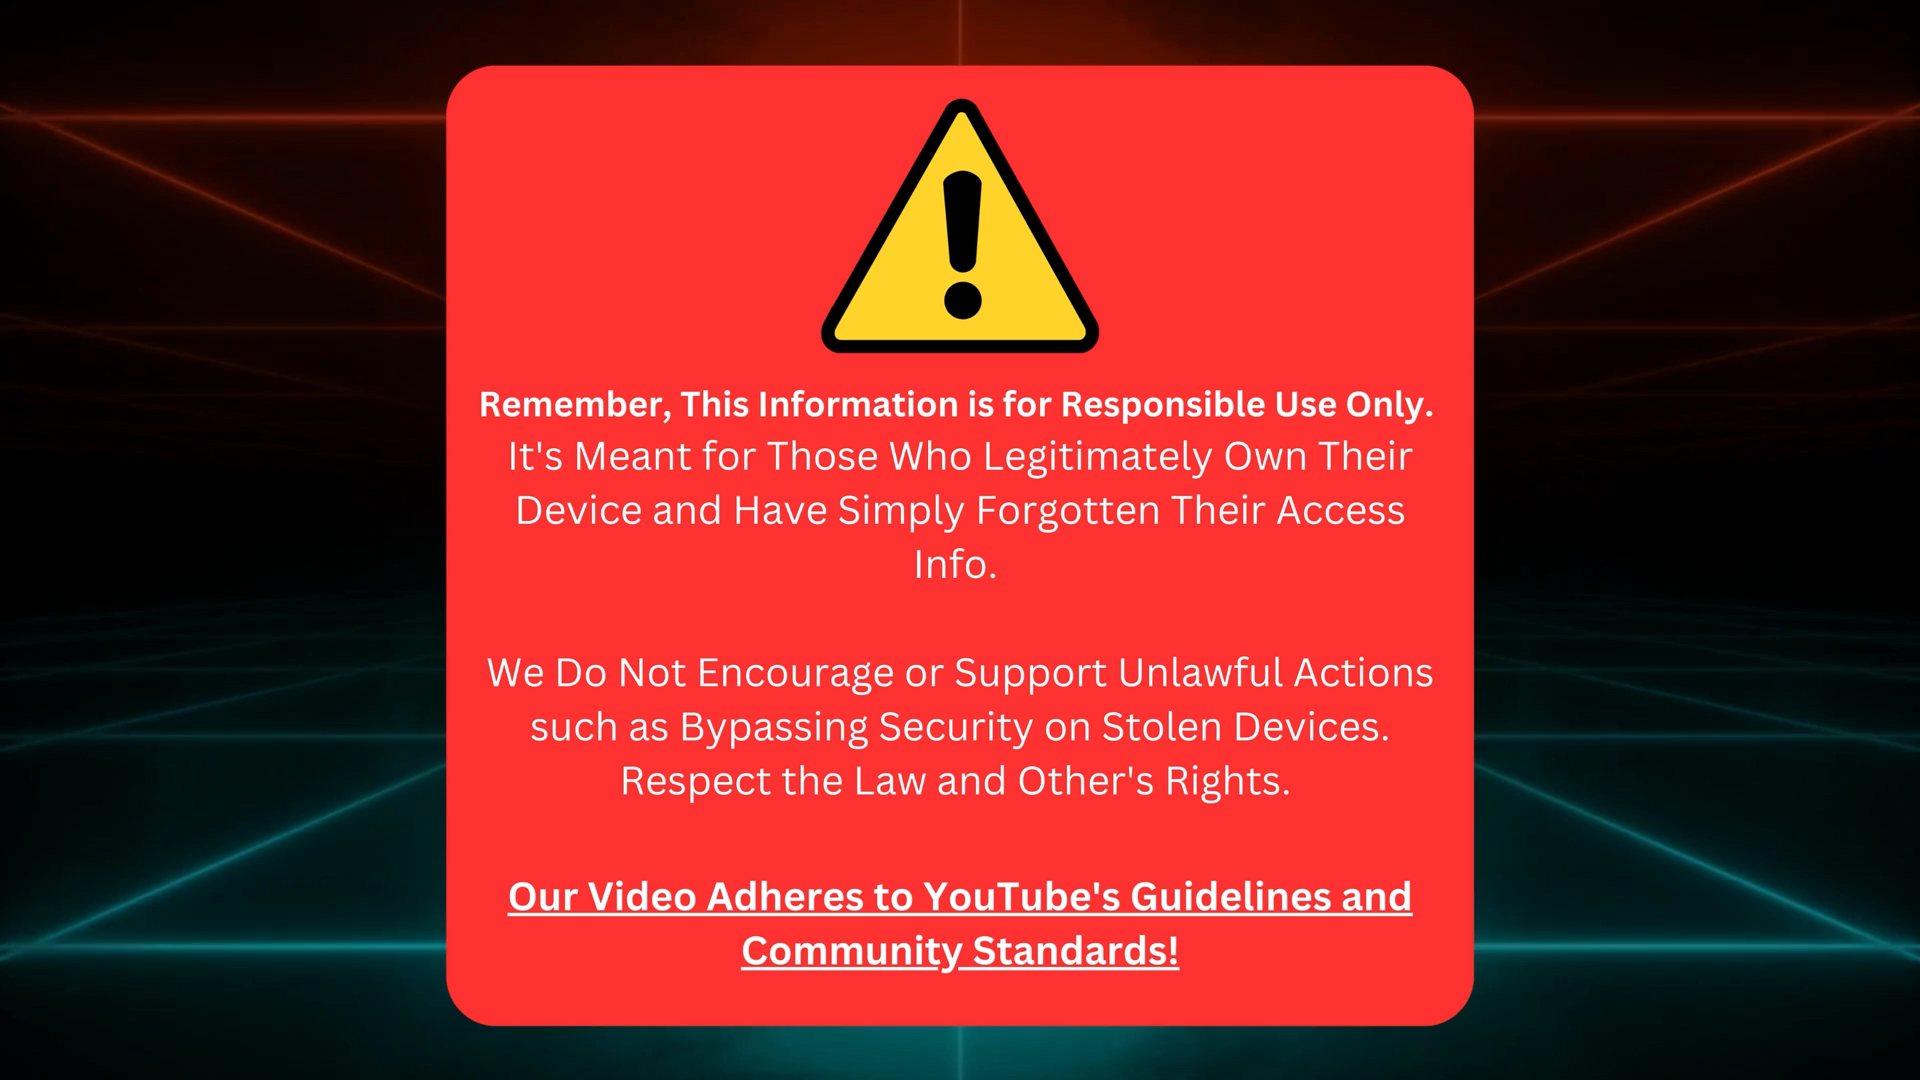 Remember, This Information is for Responsible Use Only.
It's Meant for Those Who Legitimately Own Their
Device and Have Simply Forgotten Their Access
Info.
We Do Not Encourage or Support Unlawful Actions
such as Bypassing Security on Stolen Devices.
Respect the Law and Other's Rights.
Our Video Adheres to YouTube's Guidelines and
Community Standards!